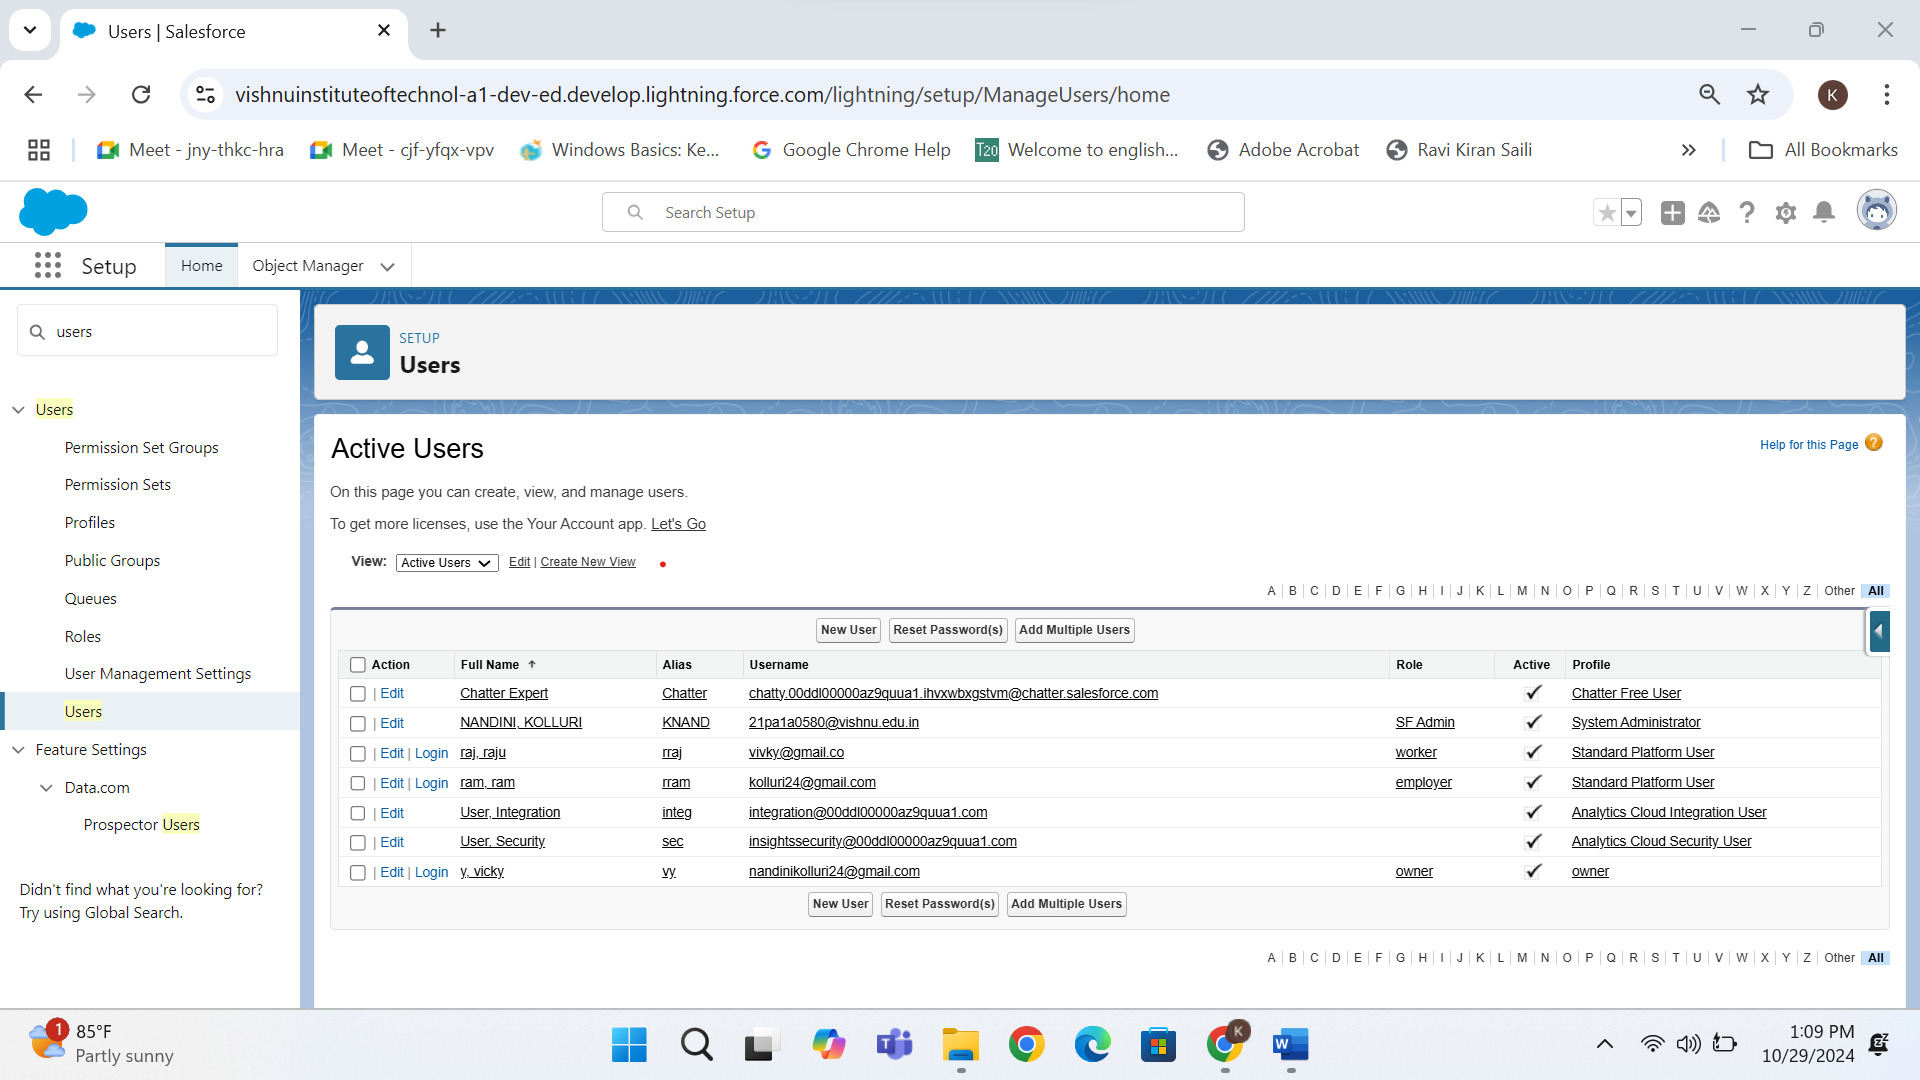 Users | Salesforce
vishnuinstituteoftechnol-a1-dev-ed.develop.lightning.force.com/lightning/setup/ManageUsers/home
K
Meet - jny-thkc-hra
Meet - cjf-yfqx-vpv
Windows Basics: Ke...
Google Chrome Help
T20 Welcome to english...
Adobe Acrobat
Ravi Kiran Saili
All Bookmarks
Search Setup
Setup
Home
Object Manager
users
SETUP
Users
Users
Permission Set Groups
Permission Sets
Profiles
Public Groups
Queues
Roles
User Management Settings
Users
Feature Settings
Data.com
Prospector Users
Didn't find what you're looking for?
Try using Global Search.
Active Users
Help for this Page ?
On this page you can create, view, and manage users.
To get more licenses, use the Your Account app. Let's Go
View: Active Users Edit | Create New View
A | B | C | D | E | F | G | H | I | J | K | L | M | N | O | P | Q | R | S | T | U | V | W | X | Y | Z | Other All
New User Reset Password(s) Add Multiple Users
Action Full Name Alias Username Role Active Profile
| Edit Chatter Expert Chatter chatty.00ddl00000az9quua1.ihvxwbxgstvm@chatter.salesforce.com Chatter Free User
| Edit NANDINI, KOLLURI KNAND 21pa1a0580@vishnu.edu.in SF Admin System Administrator
| Edit | Login raj, raju rraj vivky@gmail.co worker Standard Platform User
| Edit | Login ram, ram rram kolluri24@gmail.com employer Standard Platform User
| Edit User, Integration integ integration@00ddl00000az9quua1.com Analytics Cloud Integration User
| Edit User, Security sec insightssecurity@00ddl00000az9quua1.com Analytics Cloud Security User
| Edit | Login y, vicky vy nandinikolluri24@gmail.com owner owner
New User Reset Password(s) Add Multiple Users
A | B | C | D | E | F | G | H | I | J | K | L | M | N | O | P | Q | R | S | T | U | V | W | X | Y | Z | Other All
1
85°F
Partly sunny
K
W
1:09 PM
10/29/2024